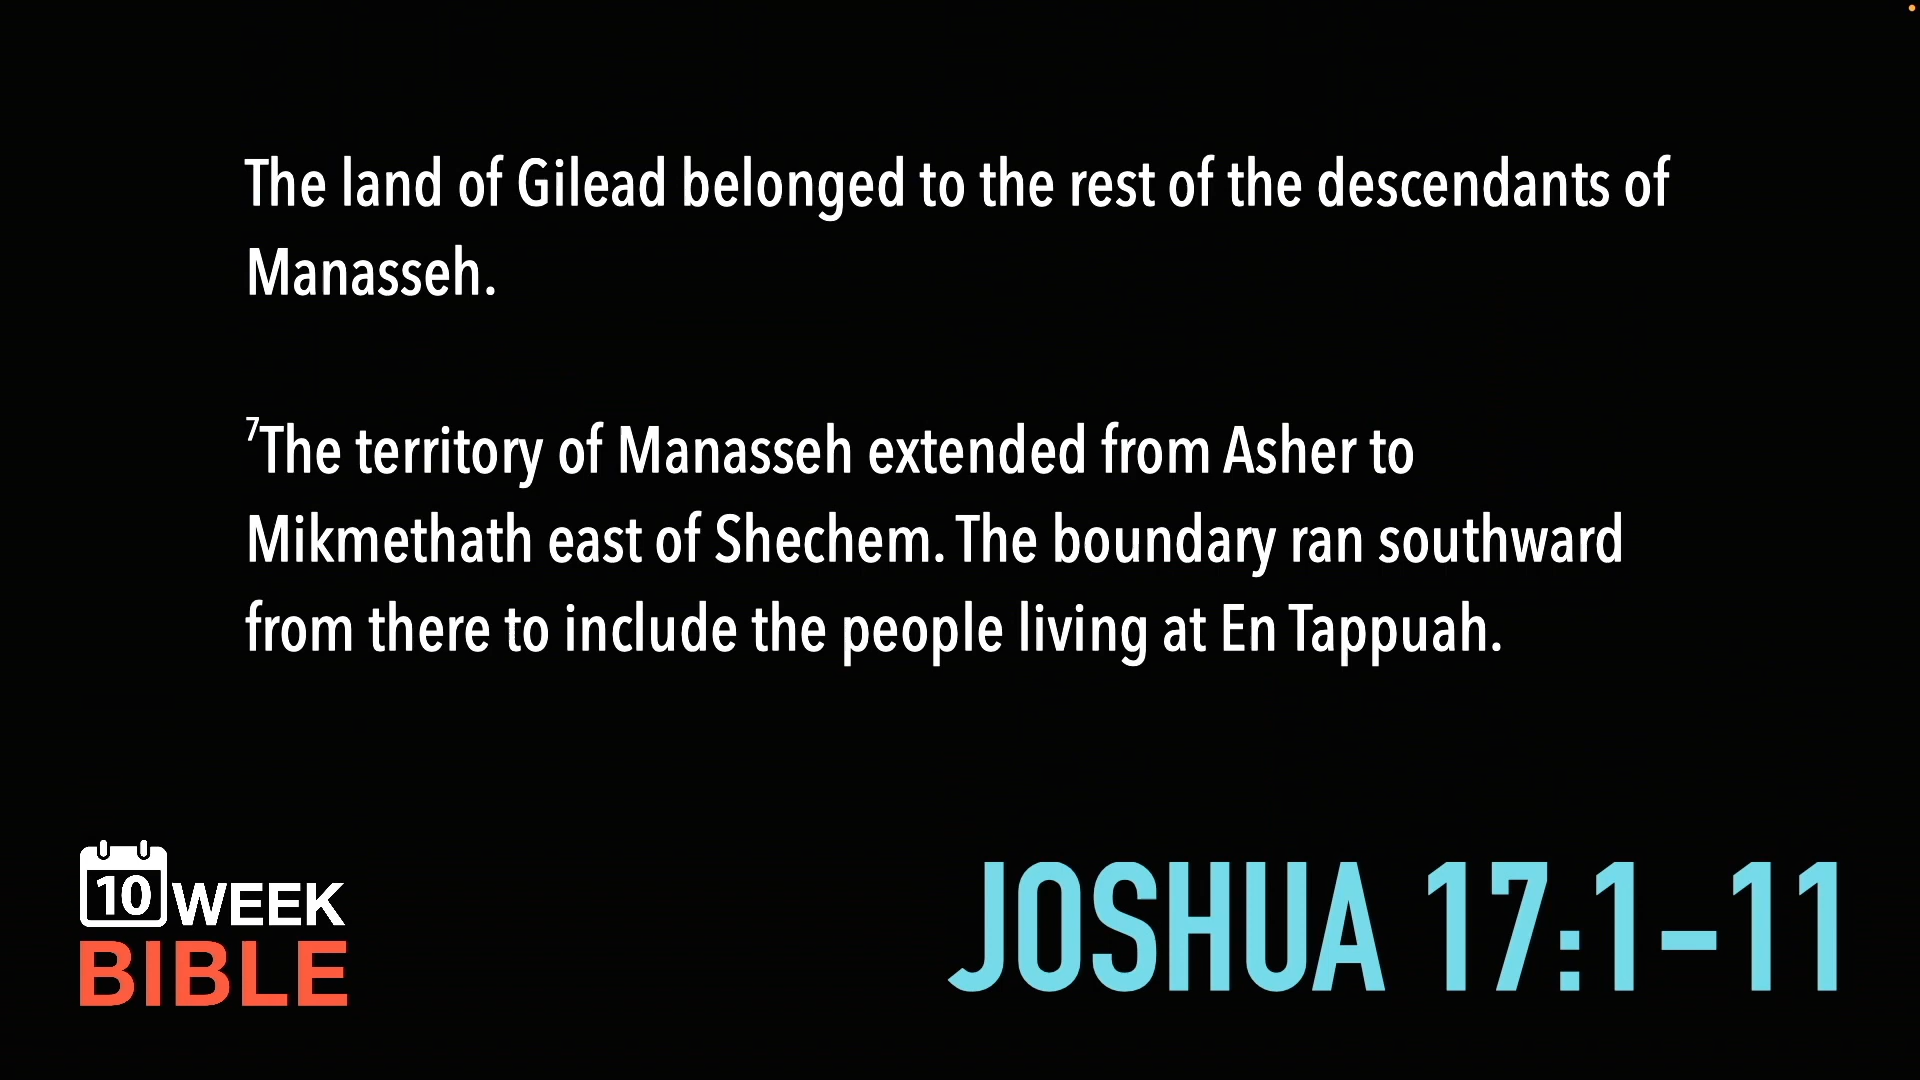 The land of Gilead belonged to the rest of the descendants of
Manasseh.
⁷The territory of Manasseh extended from Asher to
Mikmethath east of Shechem. The boundary ran southward
from there to include the people living at En Tappuah.
10 WEEK
BIBLE
JOSHUA 17:1–11